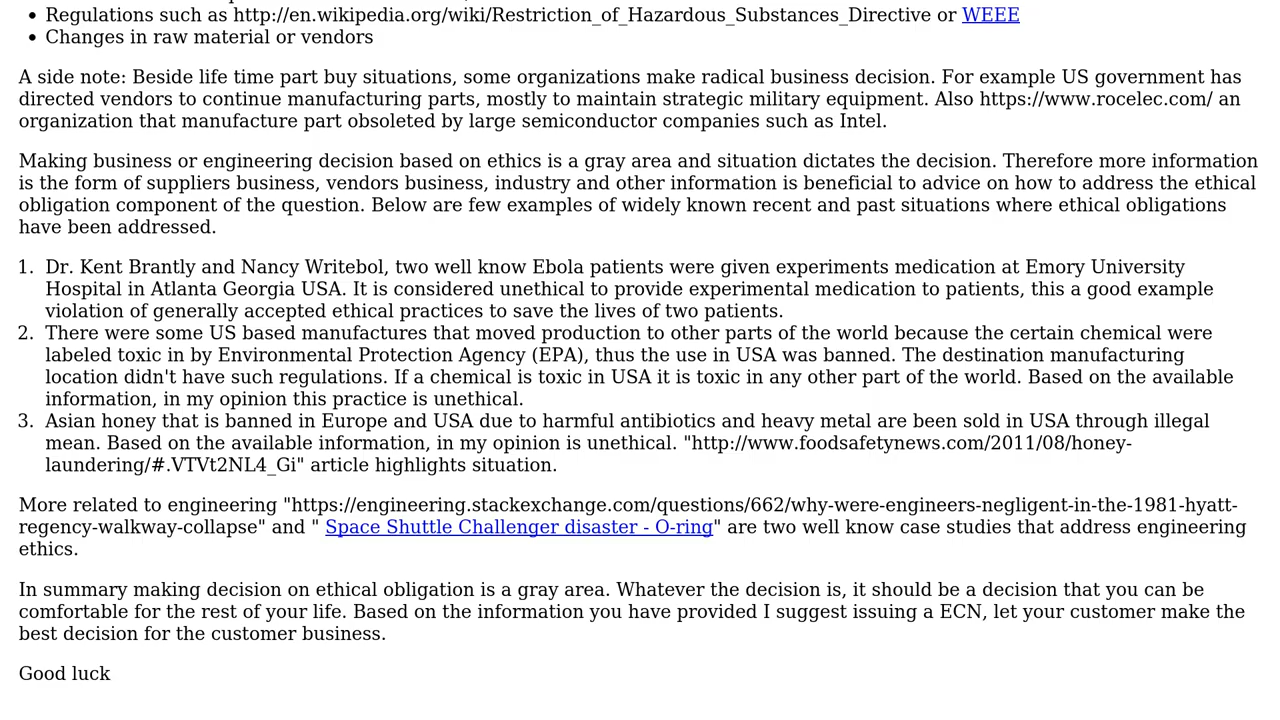 • Regulations such as http://en.wikipedia.org/wiki/Restriction_of_Hazardous_Substances_Directive or WEEE
• Changes in raw material or vendors
A side note: Beside life time part buy situations, some organizations make radical business decision. For example US government has
directed vendors to continue manufacturing parts, mostly to maintain strategic military equipment. Also https://www.rocelec.com/ an
organization that manufacture part obsoleted by large semiconductor companies such as Intel.
Making business or engineering decision based on ethics is a gray area and situation dictates the decision. Therefore more information
is the form of suppliers business, vendors business, industry and other information is beneficial to advice on how to address the ethical
obligation component of the question. Below are few examples of widely known recent and past situations where ethical obligations
have been addressed.
1. Dr. Kent Brantly and Nancy Writebol, two well know Ebola patients were given experiments medication at Emory University
Hospital in Atlanta Georgia USA. It is considered unethical to provide experimental medication to patients, this a good example
violation of generally accepted ethical practices to save the lives of two patients.
2. There were some US based manufactures that moved production to other parts of the world because the certain chemical were
labeled toxic in by Environmental Protection Agency (EPA), thus the use in USA was banned. The destination manufacturing
location didn't have such regulations. If a chemical is toxic in USA it is toxic in any other part of the world. Based on the available
information, in my opinion this practice is unethical.
3. Asian honey that is banned in Europe and USA due to harmful antibiotics and heavy metal are been sold in USA through illegal
mean. Based on the available information, in my opinion is unethical. "http://www.foodsafetynews.com/2011/08/honey-
laundering/#.VTVt2NL4_Gi" article highlights situation.
More related to engineering "https://engineering.stackexchange.com/questions/662/why-were-engineers-negligent-in-the-1981-hyatt-
regency-walkway-collapse" and " Space Shuttle Challenger disaster - O-ring" are two well know case studies that address engineering
ethics.
In summary making decision on ethical obligation is a gray area. Whatever the decision is, it should be a decision that you can be
comfortable for the rest of your life. Based on the information you have provided I suggest issuing a ECN, let your customer make the
best decision for the customer business.
Good luck